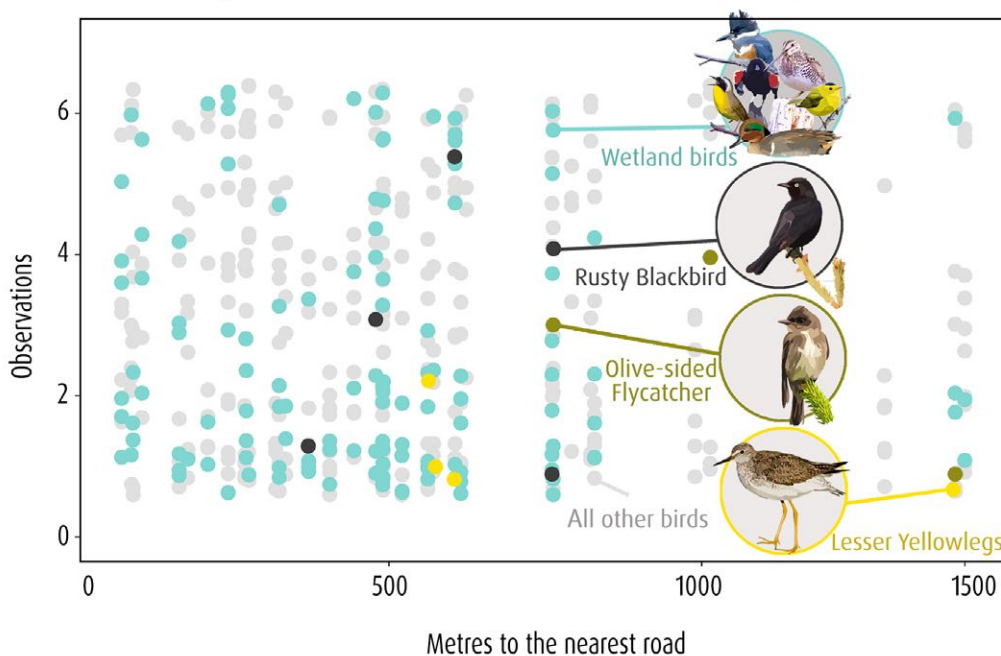 6
4
2
0
Observations
0
500
1000
1500
Metres to the nearest road
Wetland birds
Rusty Blackbird
Olive-sided
Flycatcher
All other birds
Lesser Yellowlegs